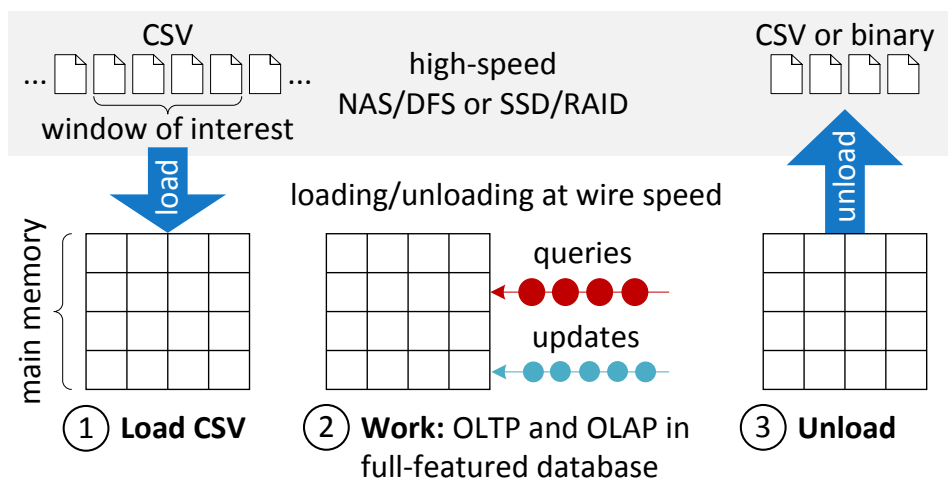 CSV
... ...
window of interest
high-speed
NAS/DFS or SSD/RAID
CSV or binary
load
loading/unloading at wire speed
unload
main memory
queries
updates
1 Load CSV
2 Work: OLTP and OLAP in
full-featured database
3 Unload